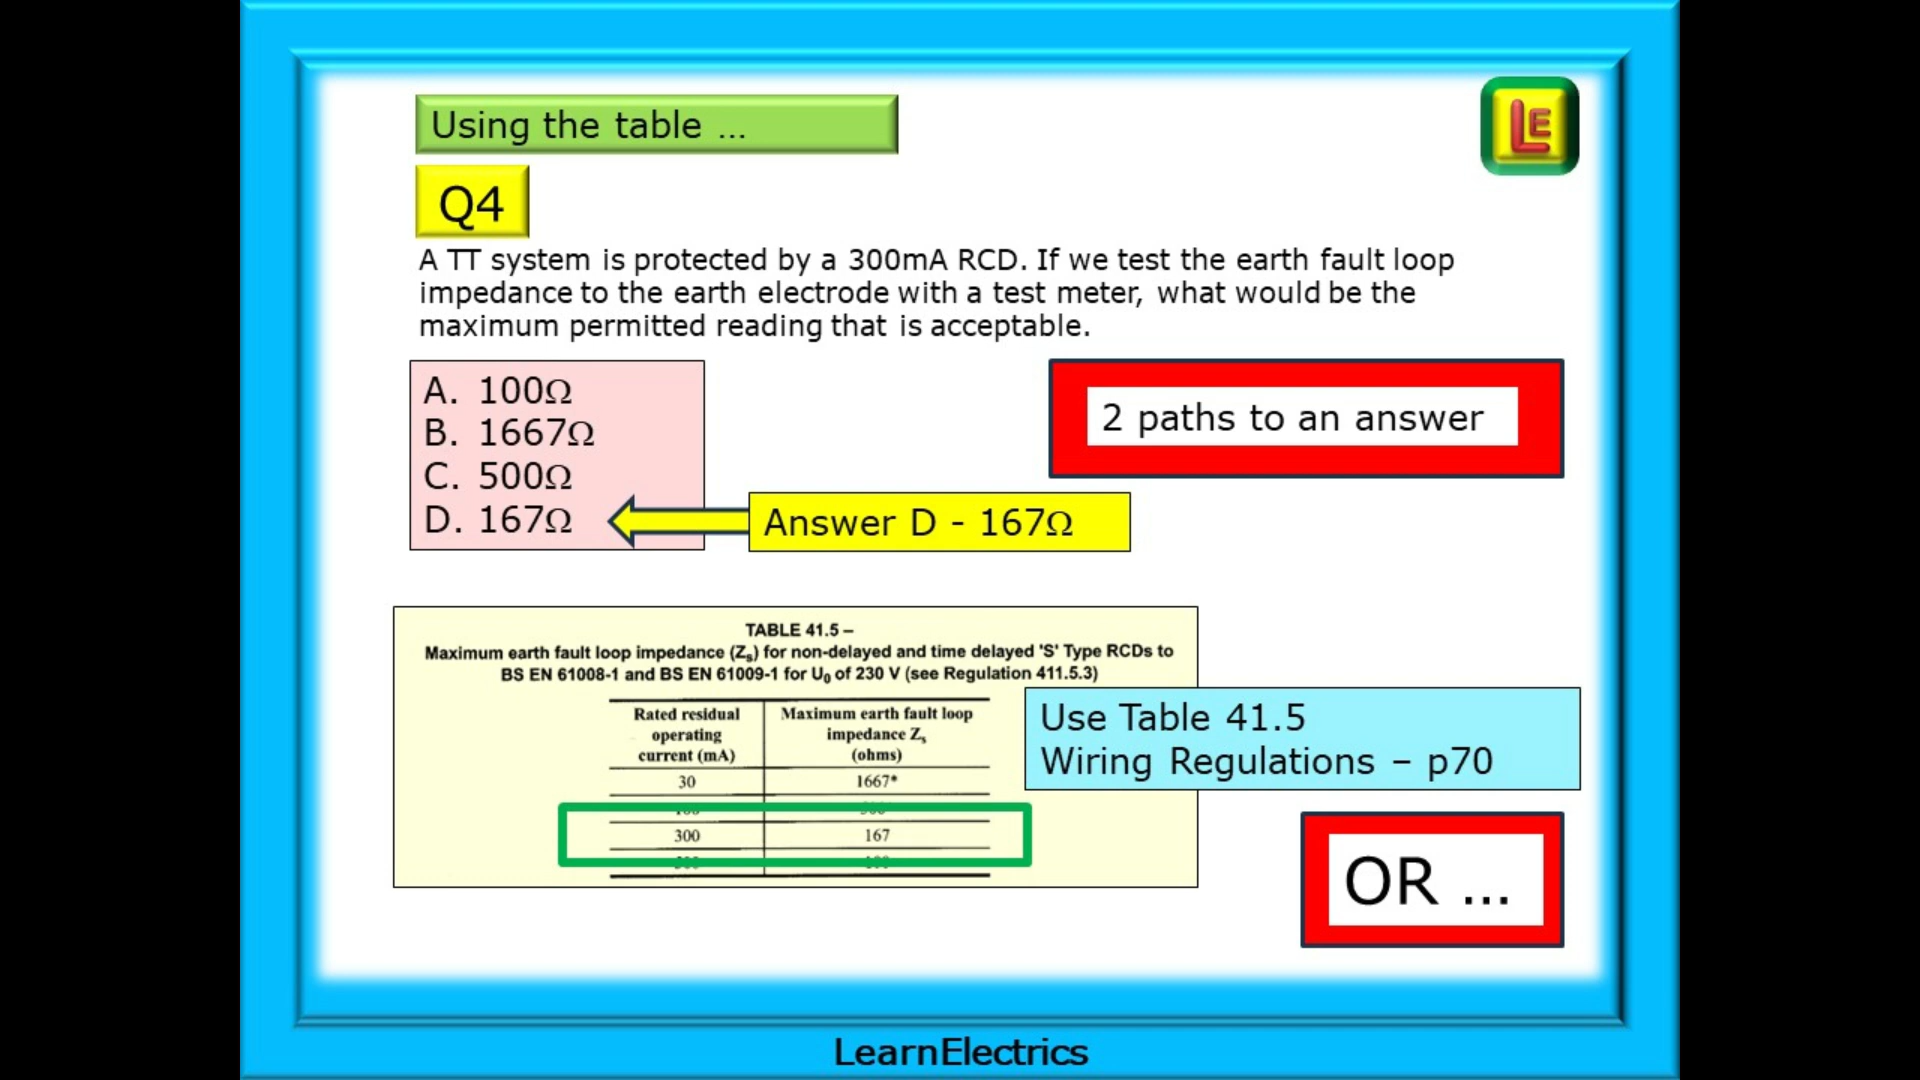 Using the table ...
LE
Q4
A TT system is protected by a 300mA RCD. If we test the earth fault loop
impedance to the earth electrode with a test meter, what would be the
maximum permitted reading that is acceptable.
A. 100Ω
B. 1667Ω
C. 500Ω
D. 167Ω
2 paths to an answer
Answer D - 167Ω
TABLE 41.5 –
Maximum earth fault loop impedance (Zs) for non-delayed and time delayed 'S' Type RCDs to
BS EN 61008-1 and BS EN 61009-1 for U0 of 230 V (see Regulation 411.5.3)
Rated residual operating current (mA)
Maximum earth fault loop impedance Zs (ohms)
30 1667*
300 167
Use Table 41.5
Wiring Regulations – p70
OR ...
LearnElectrics